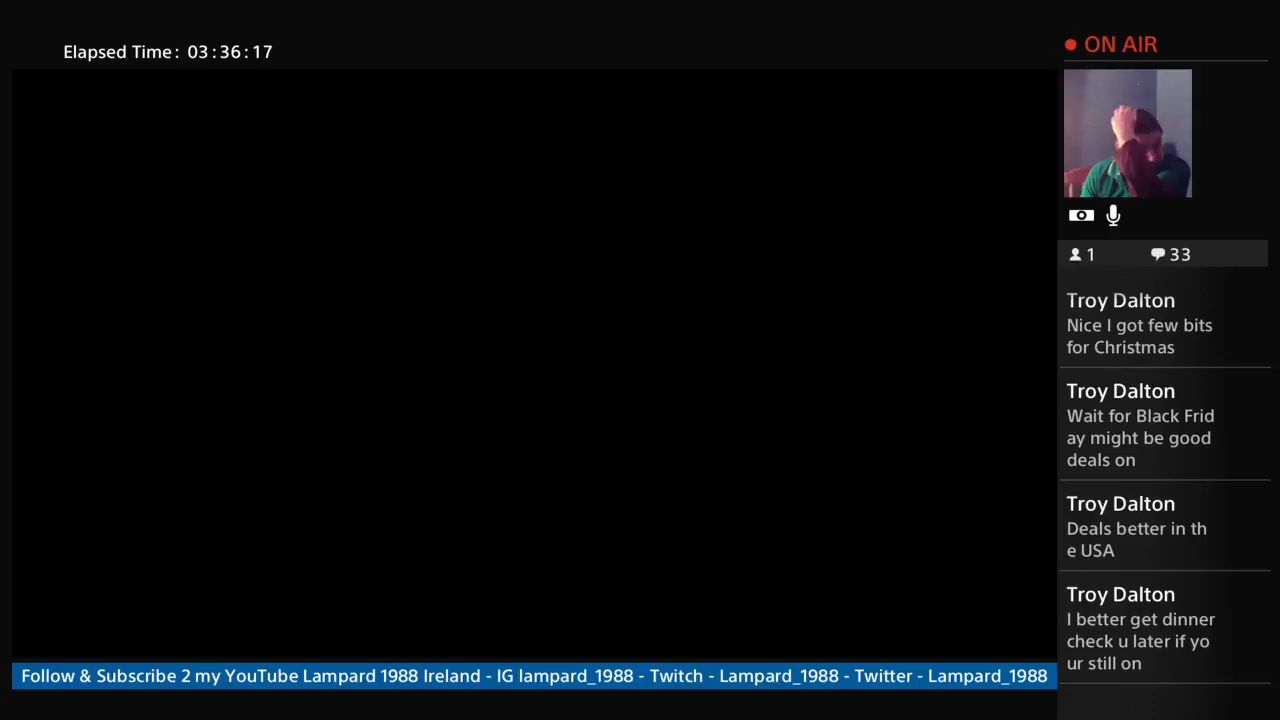 Elapsed Time: 03:36:17
ON AIR
1 33
Troy Dalton
Nice I got few bits
for Christmas
Troy Dalton
Wait for Black Frid
ay might be good
deals on
Troy Dalton
Deals better in th
e USA
Troy Dalton
I better get dinner
check u later if yo
ur still on
Follow & Subscribe 2 my YouTube Lampard 1988 Ireland - IG lampard_1988 - Twitch - Lampard_1988 - Twitter - Lampard_1988